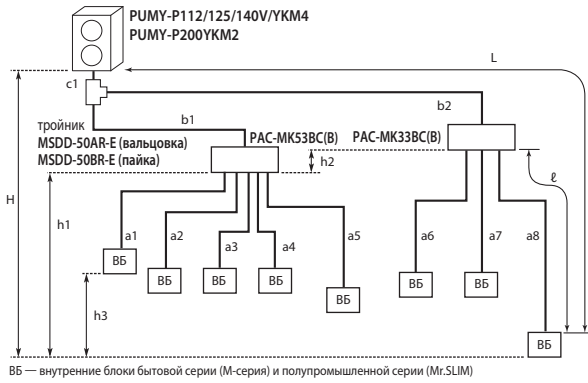 PUMY-P112/125/140V/YKM4
PUMY-P200YKM2
L
c1
b1
b2
тройник
MSDD-50AR-E (вальцовка)
MSDD-50BR-E (пайка)
PAC-MK53BC(B)
PAC-MK33BC(B)
h2
ℓ
H
h1
a1
a2
a3
a4
a5
a6
a7
a8
ВБ
ВБ
ВБ
ВБ
ВБ
ВБ
ВБ
ВБ
h3
ВБ — внутренние блоки бытовой серии (М-серия) и полупромышленной серии (Mr.SLIM)